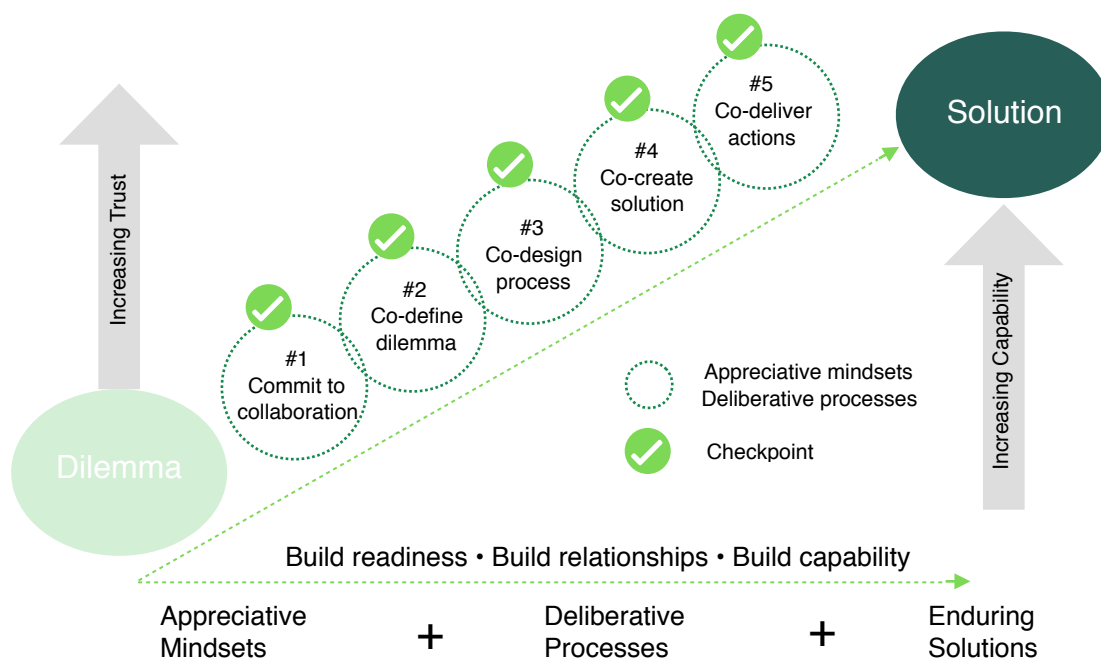 #5
Co-deliver
actions
Solution
#4
Co-create
solution
Increasing Trust
#3
Co-design
process
#2
Co-define
dilemma
#1
Commit to
collaboration
Increasing Capability
Appreciative mindsets
Deliberative processes
Checkpoint
Dilemma
Build readiness • Build relationships • Build capability
Appreciative
Mindsets
+
Deliberative
Processes
+
Enduring
Solutions